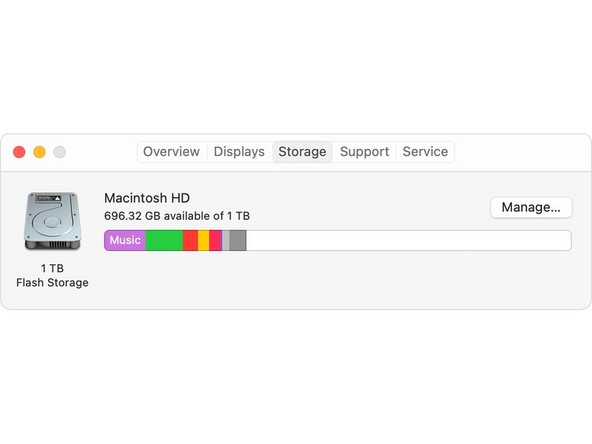 Overview Displays Storage Support Service
Macintosh HD
696.32 GB available of 1 TB
Manage...
Music
1 TB
Flash Storage